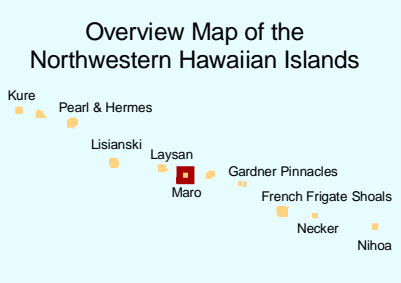 Overview Map of the
Northwestern Hawaiian Islands
Kure
Pearl & Hermes
Lisianski
Laysan
Maro
Gardner Pinnacles
French Frigate Shoals
Necker
Nihoa